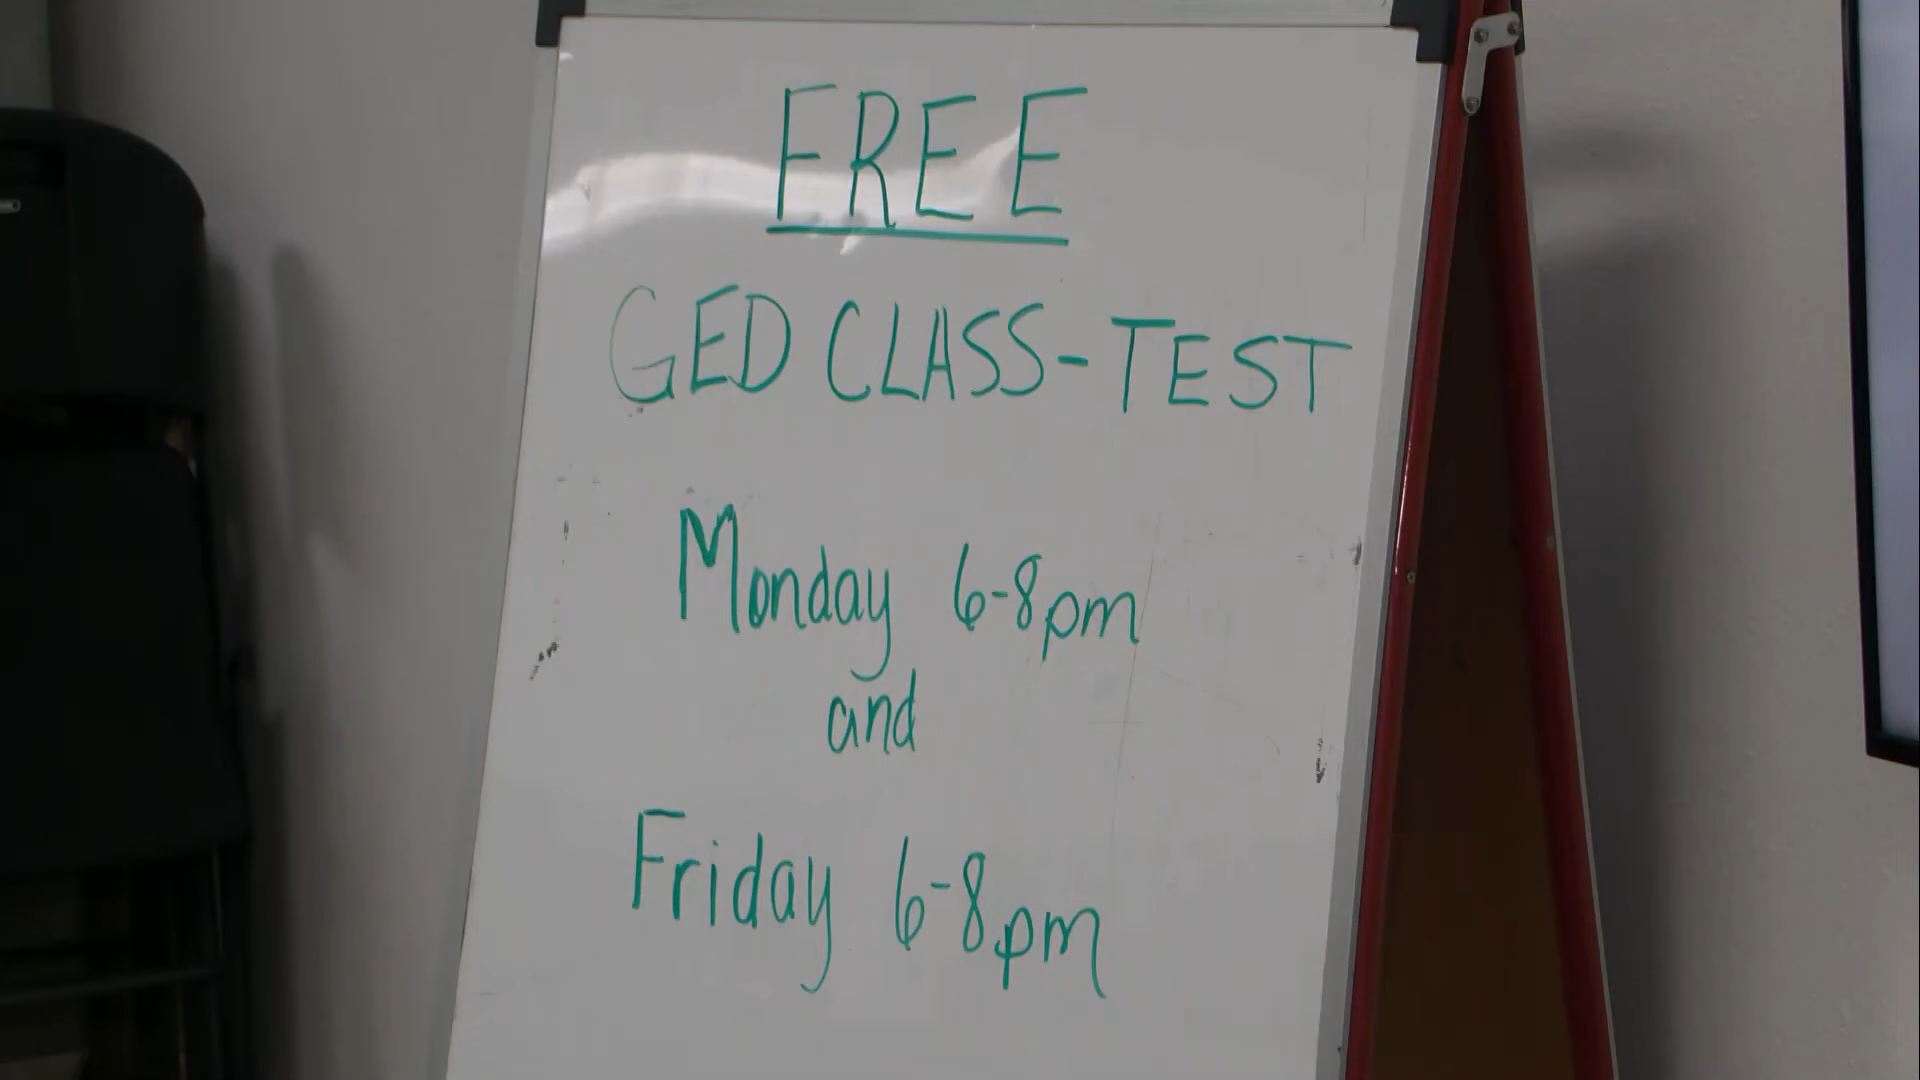 FREE
GED CLASS-TEST
Monday 6-8pm
and
Friday 6-8pm